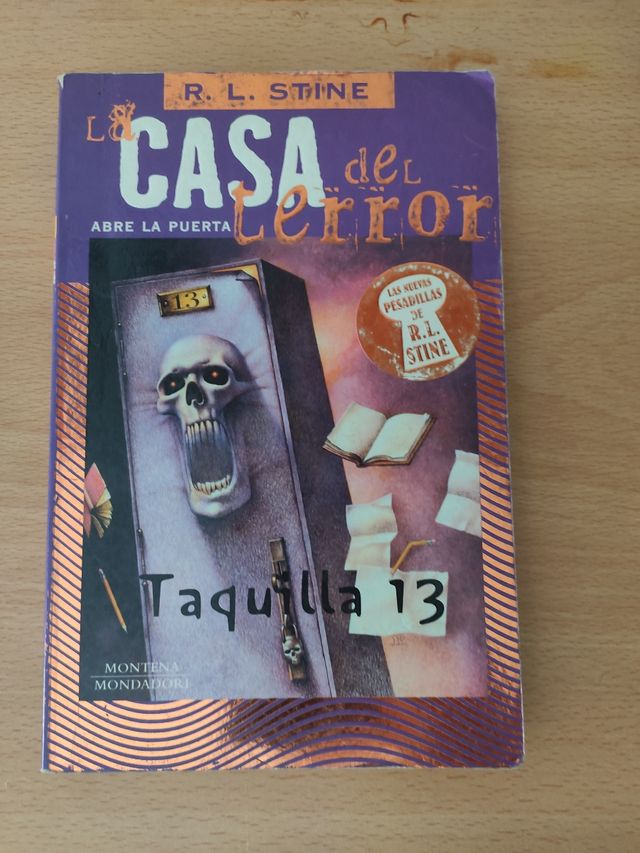 R. L. STINE
La CASA deL
terror
ABRE LA PUERTA
13
LAS NUEVAS
PESADILLAS
DE
R.L.
STINE
Taquilla 13
MONTENA
MONDADORI